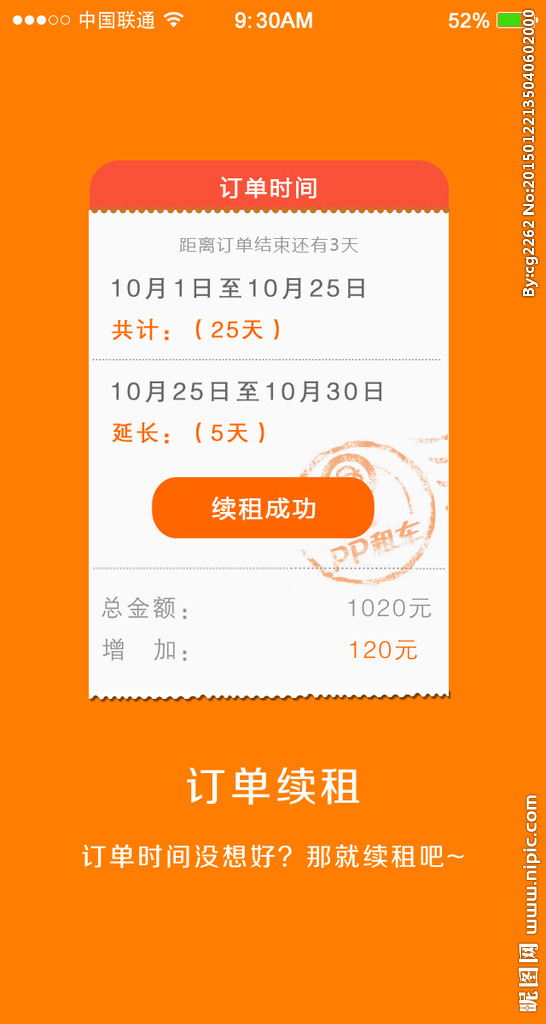 中国联通 9:30AM 52%
By:cg2262 No:20150122135040602000
订单时间
距离订单结束还有3天
10月1日至10月25日
共计：（25天）
10月25日至10月30日
延长：（5天）
续租成功
PP租车
总金额： 1020元
增 加： 120元
订单续租
订单时间没想好？那就续租吧~
昵图网 www.nipic.com